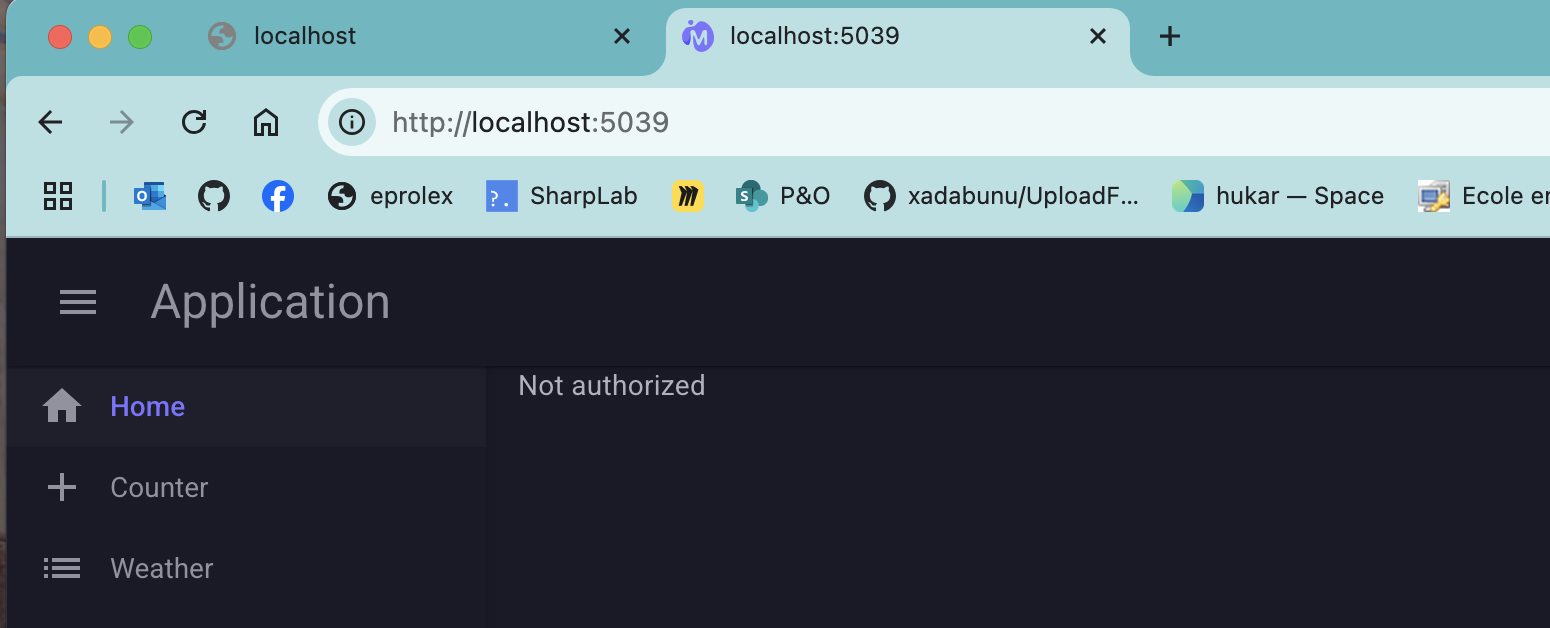 localhost
localhost:5039
http://localhost:5039
eprolex
SharpLab
P&O
xadabunu/UploadF...
hukar — Space
Ecole er
Application
Home
Not authorized
Counter
Weather